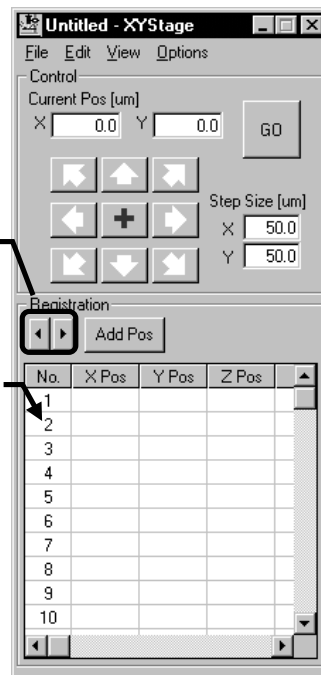 Untitled - XYStage
File Edit View Options
Control
Current Pos [um]
X 0.0 Y 0.0
GO
Step Size [um]
X 50.0
Y 50.0
Registration
Add Pos
No. X Pos Y Pos Z Pos
1
2
3
4
5
6
7
8
9
10